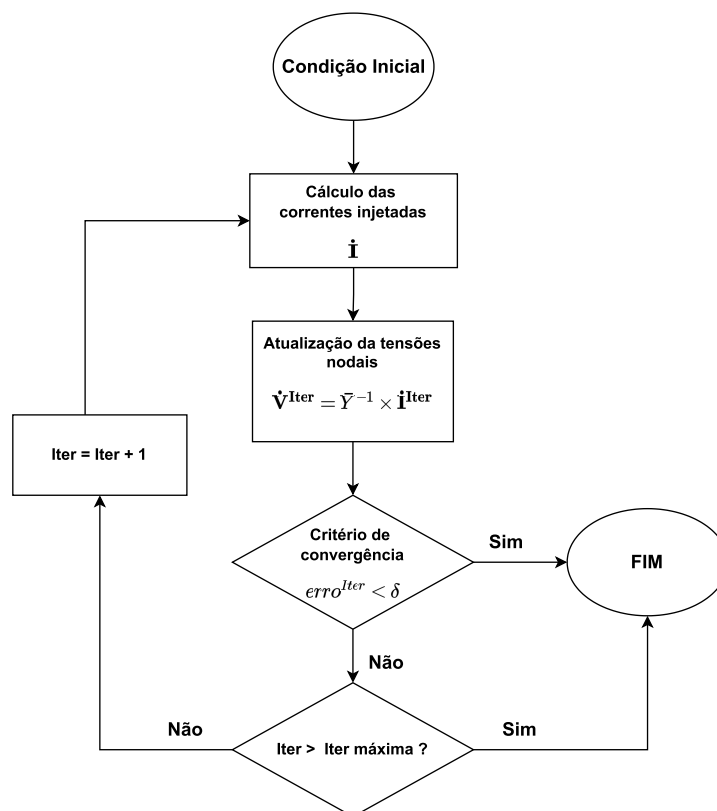 Condição Inicial
Cálculo das
correntes injetadas
İ
Atualização da tensões
nodais
V̇^Iter = Ȳ^-1 × İ^Iter
Iter = Iter + 1
Critério de
convergência
erro^Iter < δ
Sim
FIM
Não
Não
Iter > Iter máxima ?
Sim